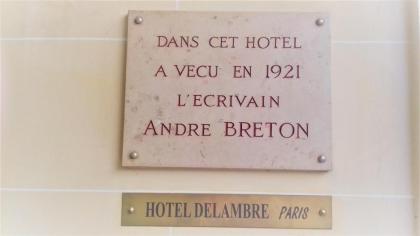 DANS CET HOTEL
A VECU EN 1921
L'ECRIVAIN
ANDRE BRETON
HOTEL DELAMBRE PARIS